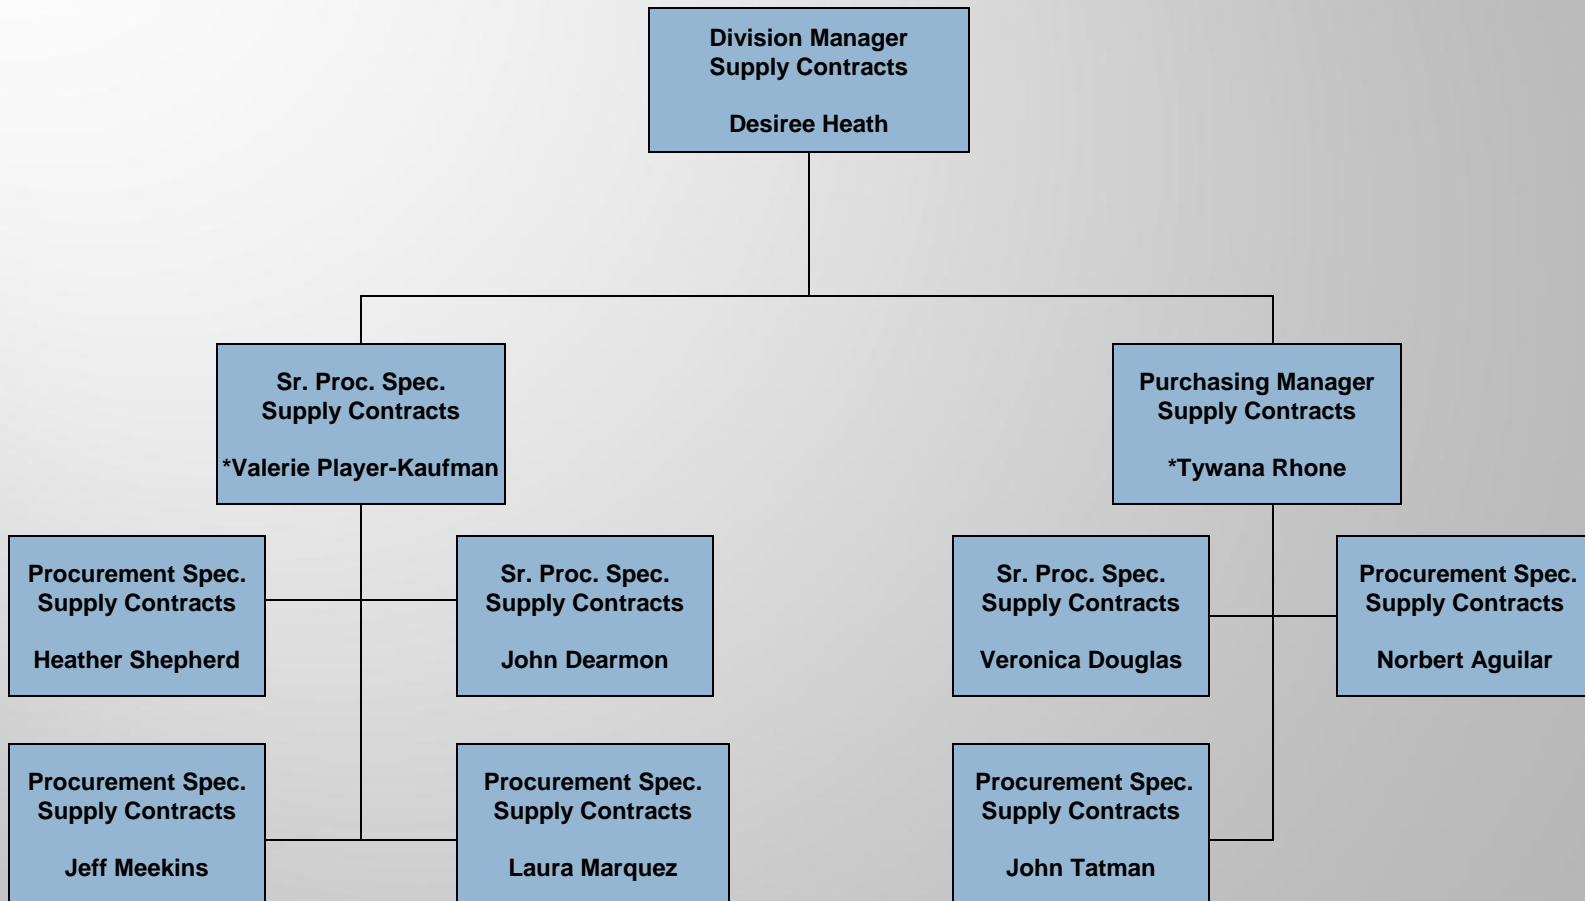 Division Manager
Supply Contracts
Desiree Heath
Sr. Proc. Spec.
Supply Contracts
*Valerie Player-Kaufman
Purchasing Manager
Supply Contracts
*Tywana Rhone
Procurement Spec.
Supply Contracts
Heather Shepherd
Sr. Proc. Spec.
Supply Contracts
John Dearmon
Sr. Proc. Spec.
Supply Contracts
Veronica Douglas
Procurement Spec.
Supply Contracts
Norbert Aguilar
Procurement Spec.
Supply Contracts
Jeff Meekins
Procurement Spec.
Supply Contracts
Laura Marquez
Procurement Spec.
Supply Contracts
John Tatman